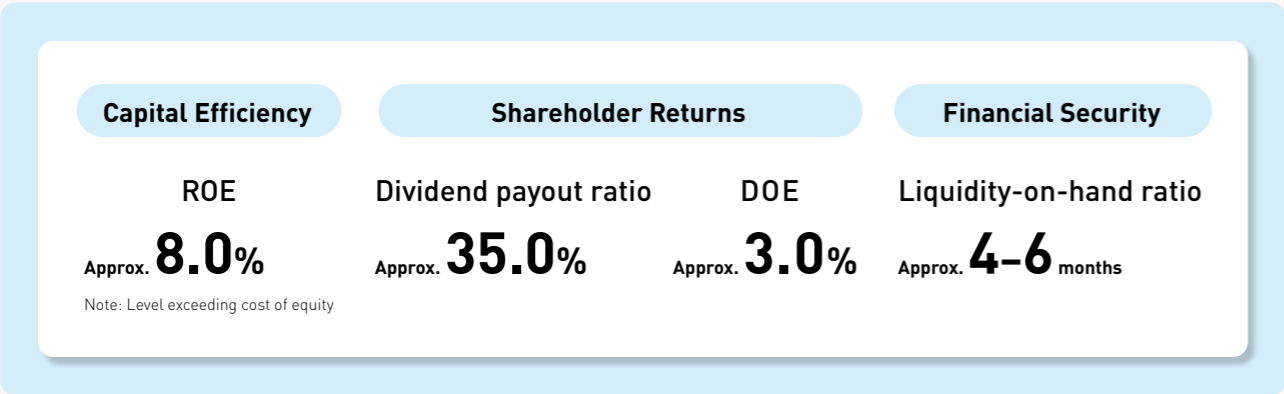 Capital Efficiency
Shareholder Returns
Financial Security
ROE
Dividend payout ratio
DOE
Liquidity-on-hand ratio
Approx. 8.0%
Approx. 35.0%
Approx. 3.0%
Approx. 4–6 months
Note: Level exceeding cost of equity